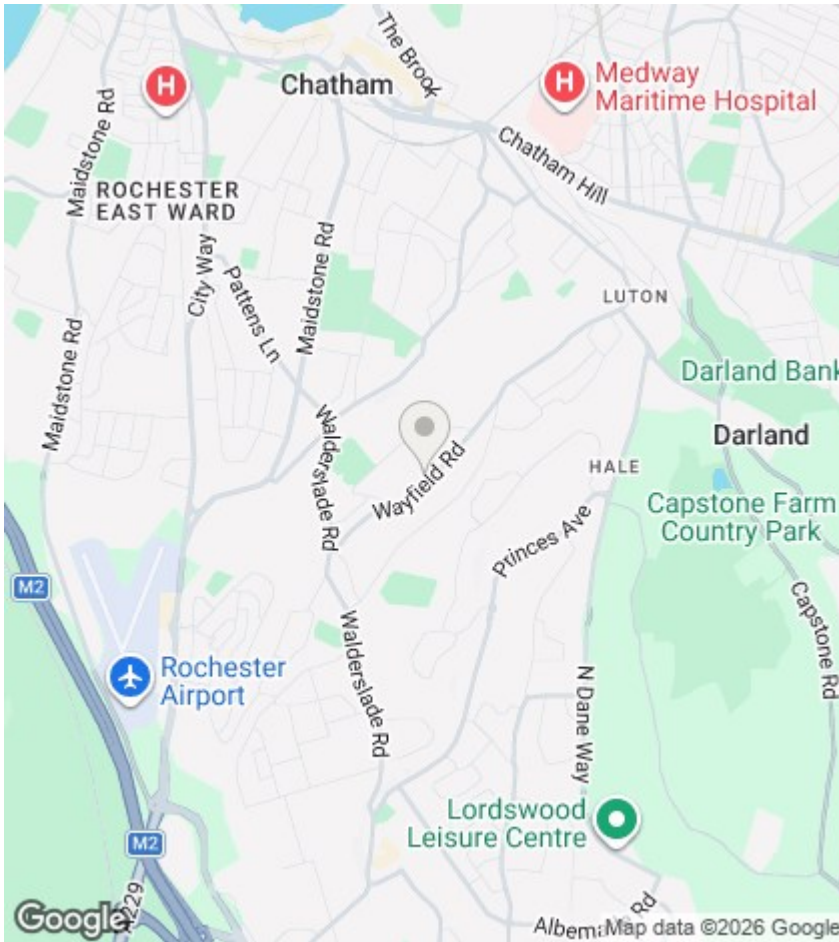 The Brook
Chatham
H
H
Medway
Maritime Hospital
Maidstone Rd
ROCHESTER
EAST WARD
Chatham Hill
Maidstone Rd
City Way
Pattens Ln
LUTON
Maidstone Rd
Darland Bank
Walderslade Rd
Darland
Wayfield Rd
HALE
Princes Ave
Capstone Farm
Country Park
M2
Capstone Rd
Walderslade Rd
Rochester
Airport
N Dane Way
Lordswood
Leisure Centre
M2
A229
Google
Map data ©2026 Google